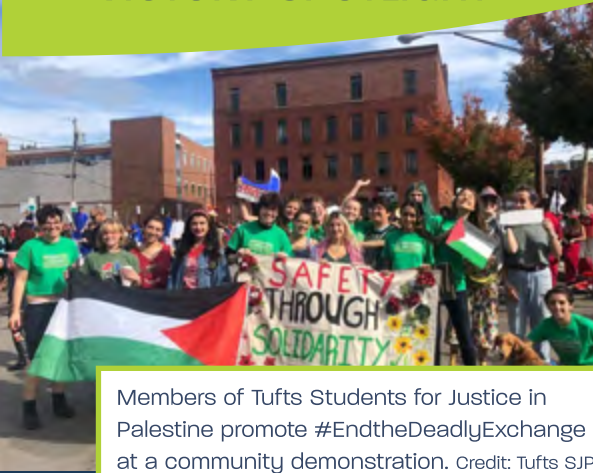 SAFETY
THROUGH
SOLIDARITY
Members of Tufts Students for Justice in
Palestine promote #EndtheDeadlyExchange
at a community demonstration. Credit: Tufts SJP